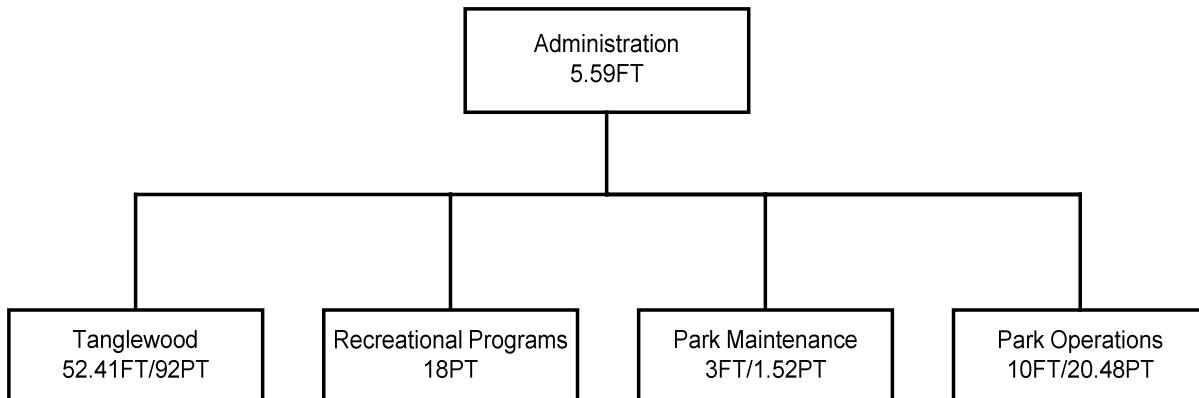 Administration
5.59FT
Tanglewood
52.41FT/92PT
Recreational Programs
18PT
Park Maintenance
3FT/1.52PT
Park Operations
10FT/20.48PT